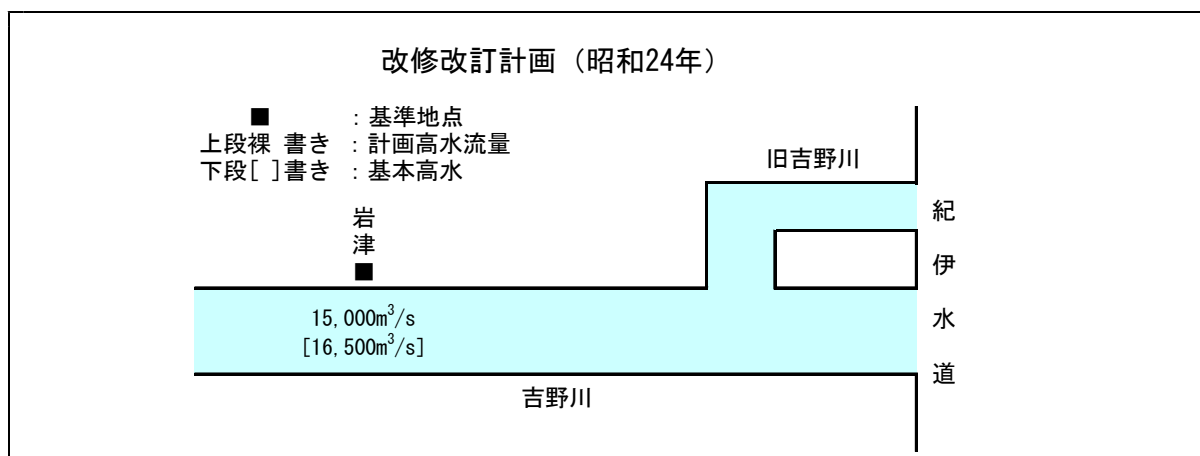 改修改訂計画（昭和24年）
■ ：基準地点
上段裸 書き ：計画高水流量
下段[ ]書き ：基本高水
旧吉野川
岩津
■
紀伊水道
15,000m³/s
[16,500m³/s]
吉野川